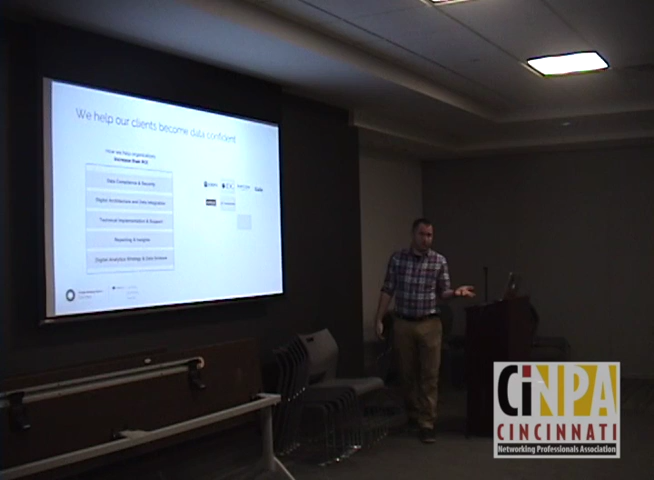 We help our clients become data confident
How we help organizations
Increase their ROI
Data Compliance & Security
Digital Architecture and Data Integration
Technical Implementation & Support
Reporting & Insights
Digital Analytics Strategy & Data Science
CiNPA
CINCINNATI
Networking Professionals Association